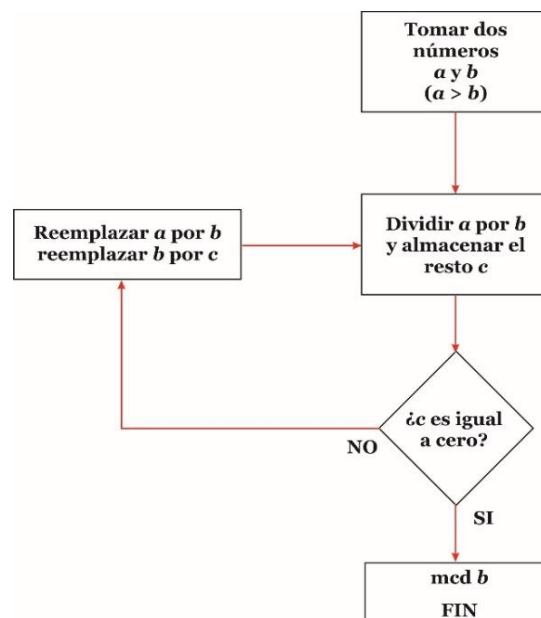 Tomar dos
números
a y b
(a > b)
Reemplazar a por b
reemplazar b por c
Dividir a por b
y almacenar el
resto c
¿c es igual
a cero?
NO
SI
mcd b
FIN